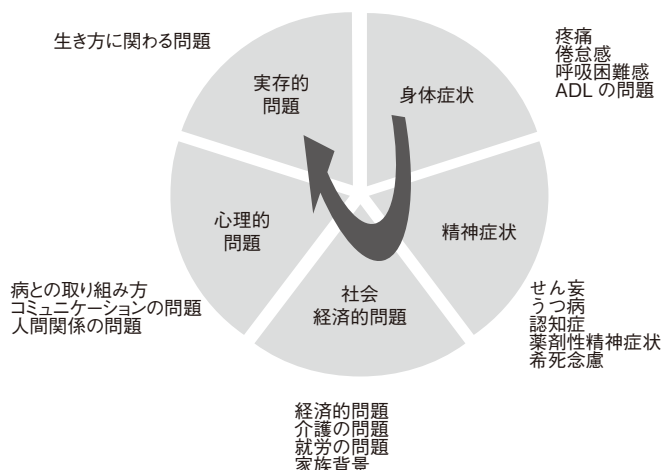 生き方に関わる問題
実存的
問題
身体症状
疼痛
倦怠感
呼吸困難感
ADL の問題
心理的
問題
精神症状
病との取り組み方
コミュニケーションの問題
人間関係の問題
社会
経済的問題
せん妄
うつ病
認知症
薬剤性精神症状
希死念慮
経済的問題
介護の問題
就労の問題
家族背景